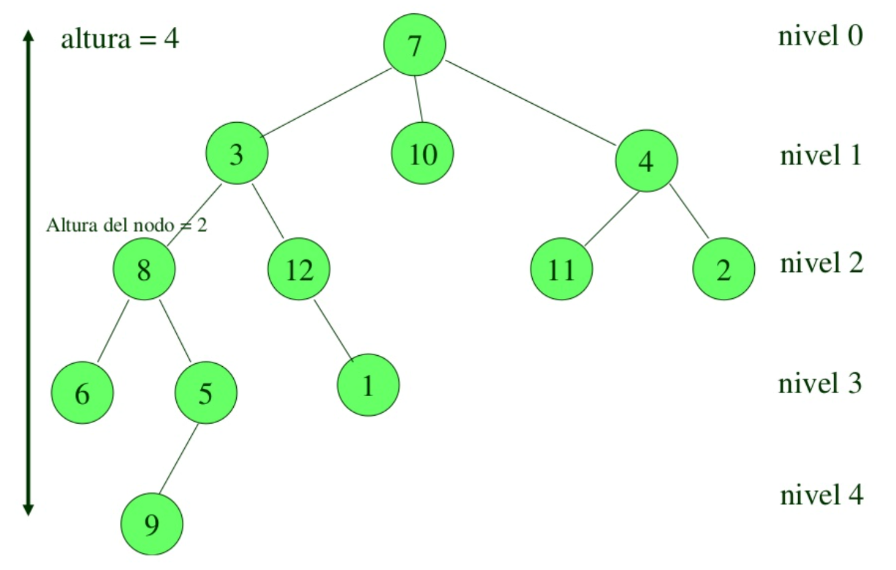 altura = 4
7
nivel 0
3
10
4
nivel 1
Altura del nodo = 2
8
12
11
2
nivel 2
6
5
1
nivel 3
9
nivel 4